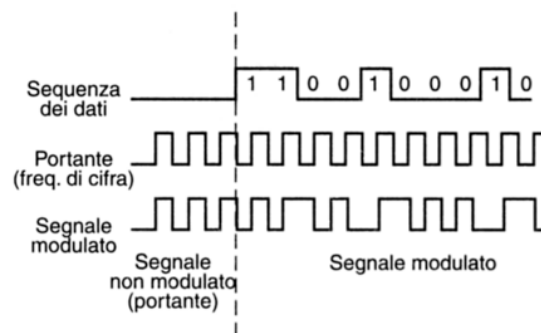 Sequenza
dei dati
1 1 0 0 1 0 0 0 1 0
Portante
(freq. di cifra)
Segnale
modulato
Segnale
non modulato
(portante)
Segnale modulato